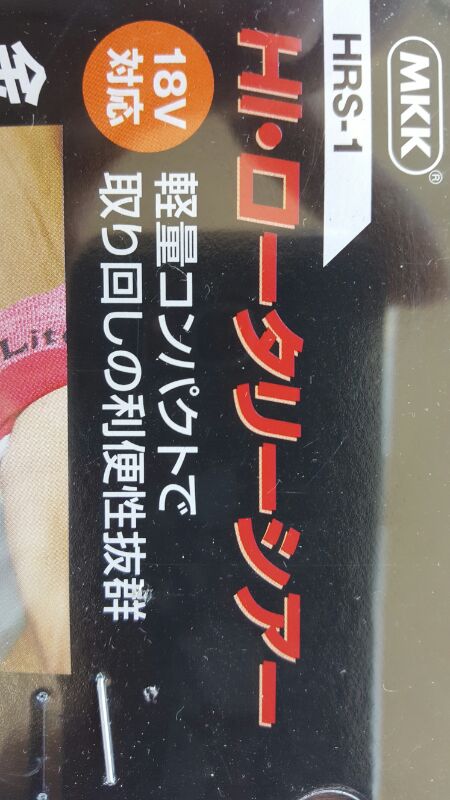 MKK®
HRS-1
HI・ロータリーシアー
18V
対応
軽量コンパクトで
取り回しの利便性抜群
Lit